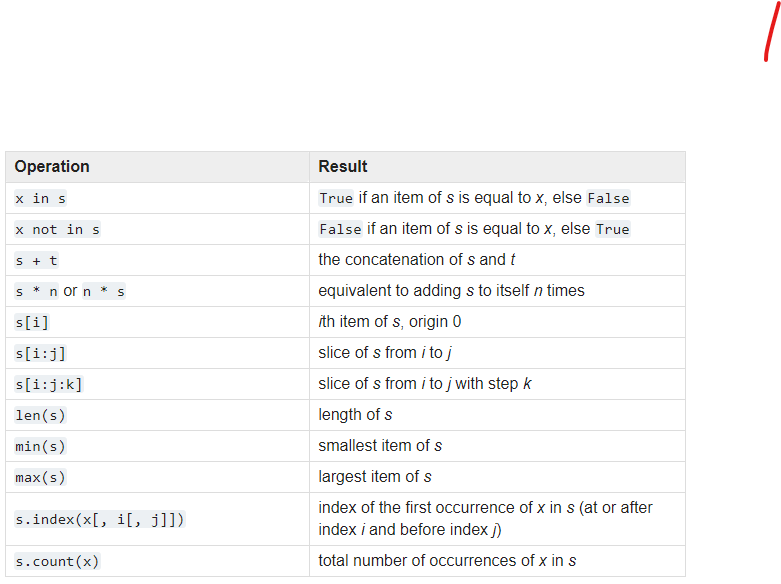 Operation Result
x in s True if an item of s is equal to x, else False
x not in s False if an item of s is equal to x, else True
s + t the concatenation of s and t
s * n or n * s equivalent to adding s to itself n times
s[i] ith item of s, origin 0
s[i:j] slice of s from i to j
s[i:j:k] slice of s from i to j with step k
len(s) length of s
min(s) smallest item of s
max(s) largest item of s
s.index(x[, i[, j]]) index of the first occurrence of x in s (at or after
index i and before index j)
s.count(x) total number of occurrences of x in s